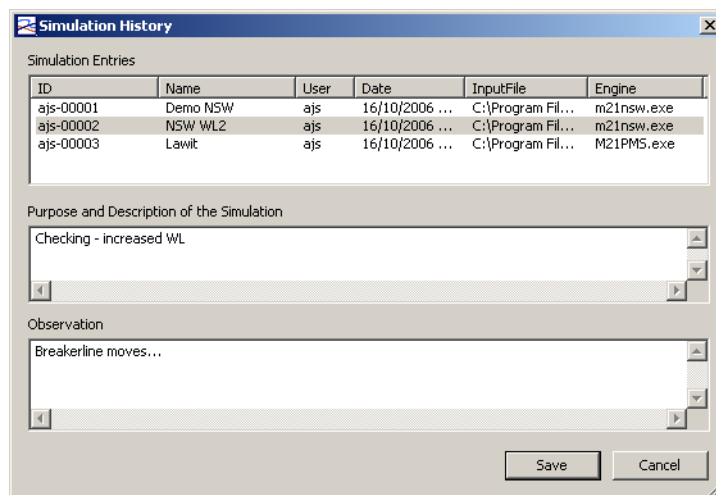 Simulation History
Simulation Entries
ID Name User Date InputFile Engine
ajs-00001 Demo NSW ajs 16/10/2006 ... C:\Program Fil... m21nsw.exe
ajs-00002 NSW WL2 ajs 16/10/2006 ... C:\Program Fil... m21nsw.exe
ajs-00003 Lawit ajs 16/10/2006 ... C:\Program Fil... M21PMS.exe
Purpose and Description of the Simulation
Checking - increased WL
Observation
Breakerline moves...
Save Cancel